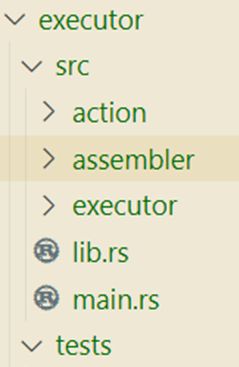 executor
src
action
assembler
executor
lib.rs
main.rs
tests